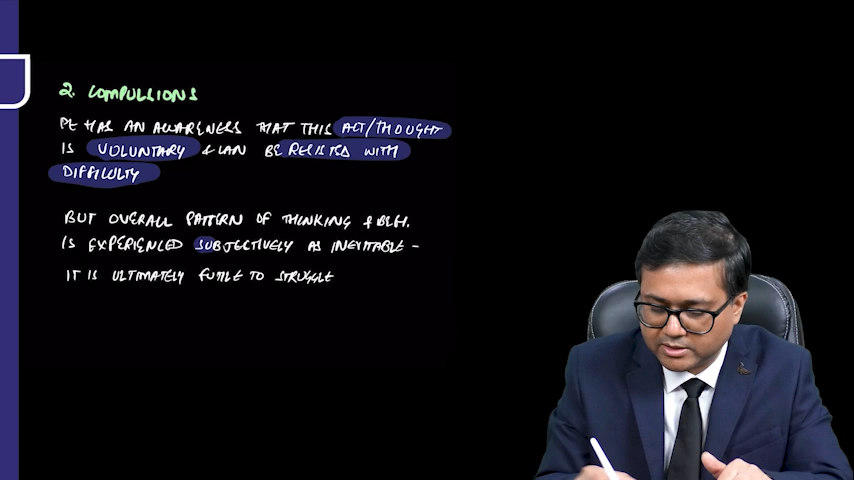 2. COMPULSIONS
PT HAS AN AWARENESS THAT THIS ACT/THOUGHT
IS VOLUNTARY & CAN BE RESISTED WITH
DIFFICULTY
BUT OVERALL PATTERN OF THINKING & BEH.
IS EXPERIENCED SUBJECTIVELY AS INEVITABLE -
IT IS ULTIMATELY FUTILE TO STRUGGLE